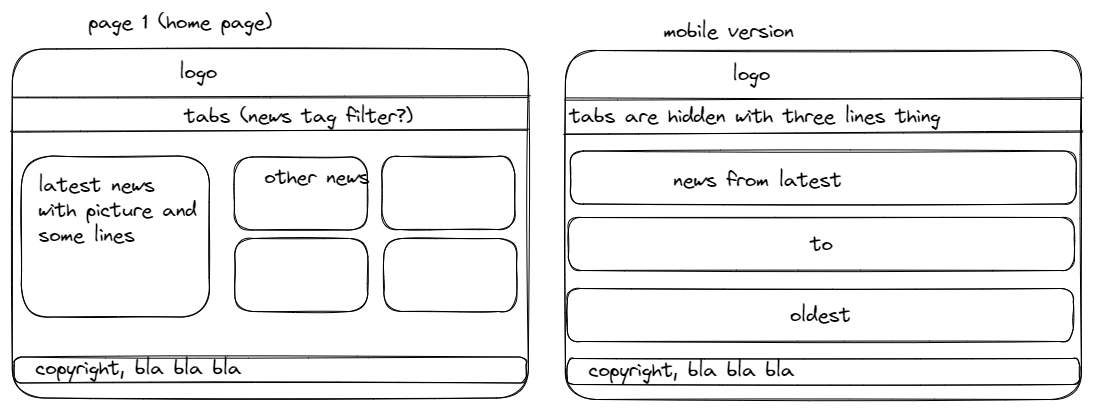 page 1 (home page)
logo
tabs (news tag filter?)
latest news
with picture and
some lines
other news
copyright, bla bla bla
mobile version
logo
tabs are hidden with three lines thing
news from latest
to
oldest
copyright, bla bla bla